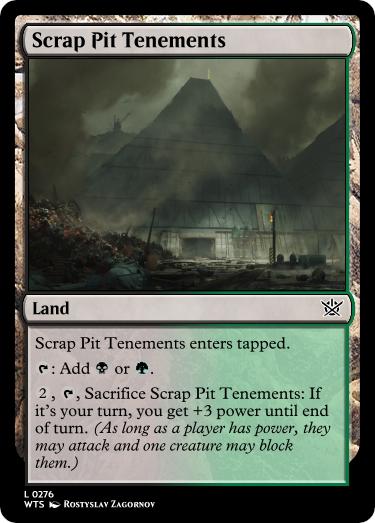 Scrap Pit Tenements
Land
Scrap Pit Tenements enters tapped.
: Add or .
2 , , Sacrifice Scrap Pit Tenements: If
it's your turn, you get +3 power until end
of turn. (As long as a player has power, they
may attack and one creature may block
them.)
L 0276
WTS Rostyslav Zagornov